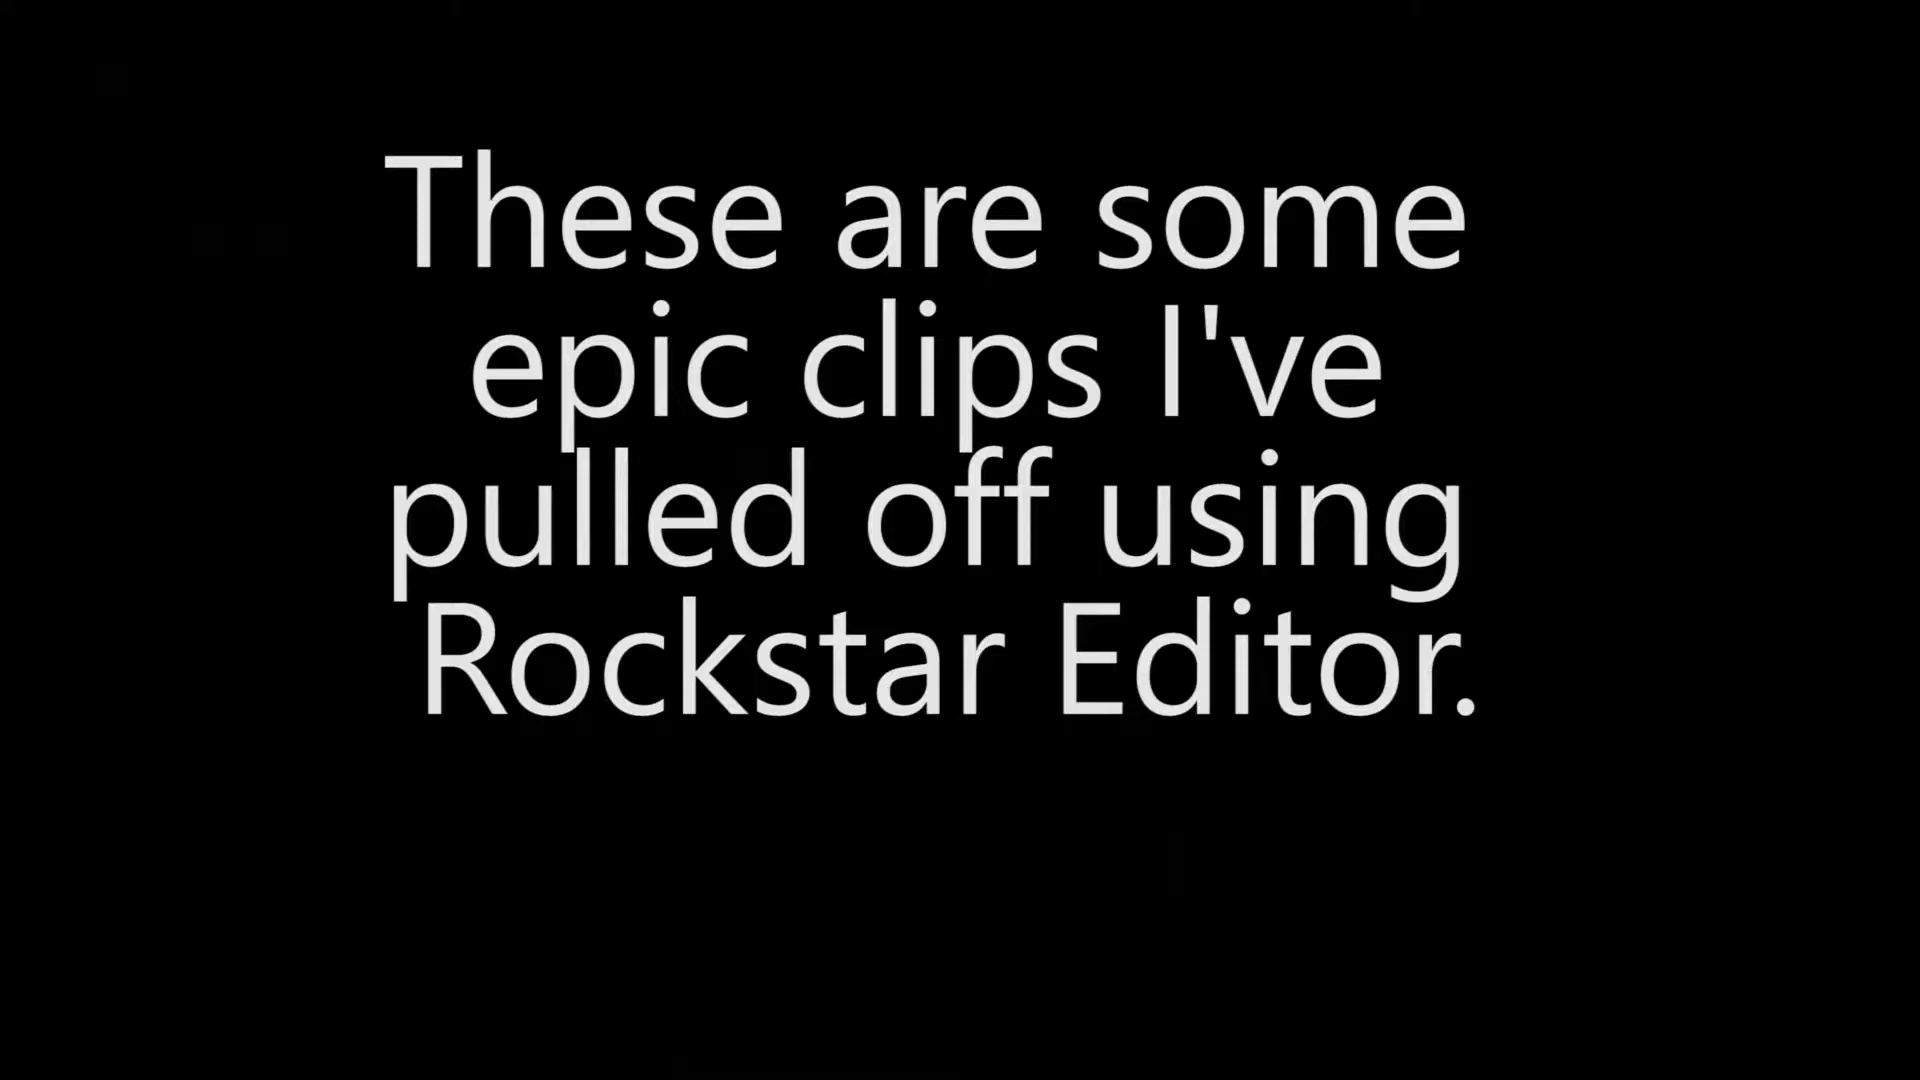 These are some
epic clips I've
pulled off using
Rockstar Editor.